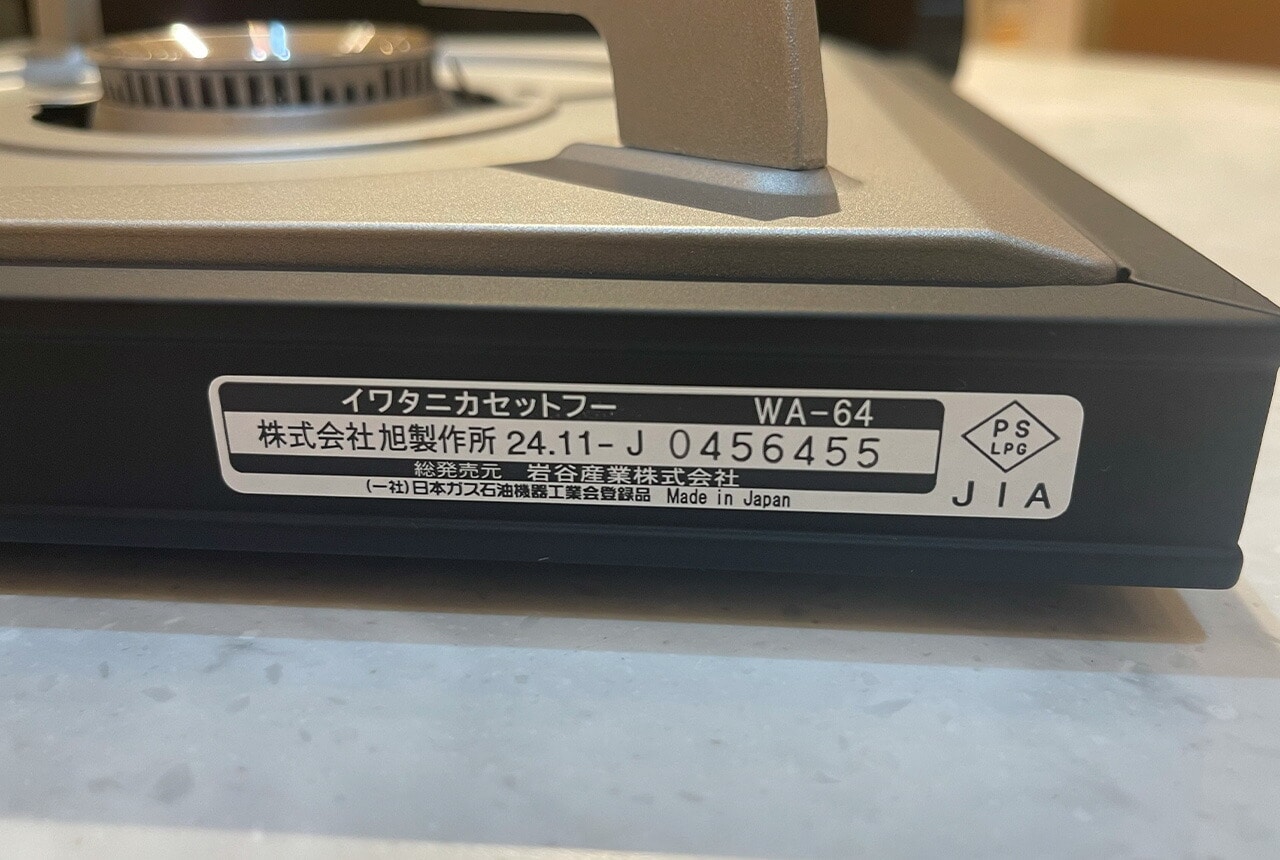 イワタニカセットフー WA-64
株式会社旭製作所 24.11-J 0456455
総発売元 岩谷産業株式会社
(一社)日本ガス石油機器工業会登録品 Made in Japan
PS
LPG
JIA